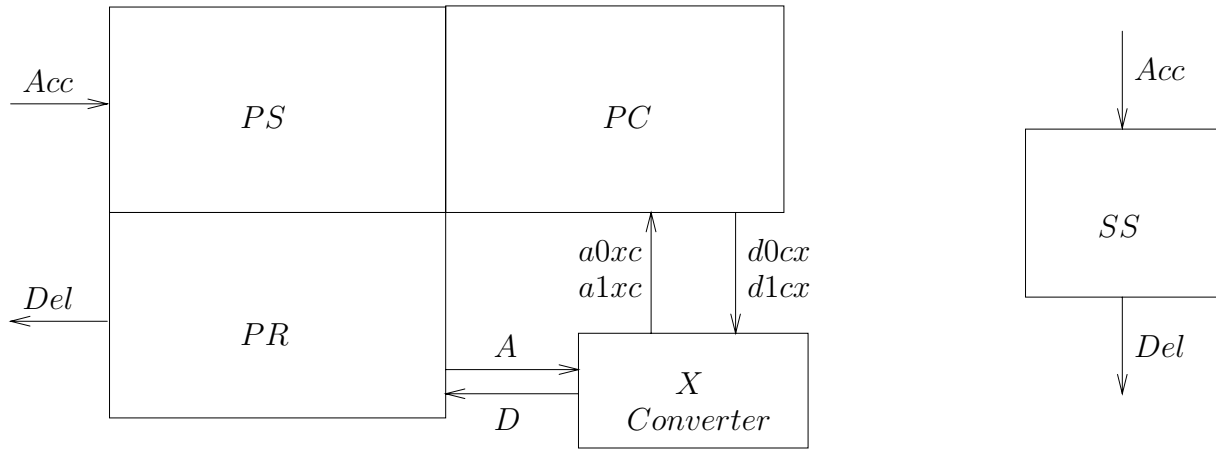 Acc
PS
PC
Acc
SS
a0xc
a1xc
d0cx
d1cx
Del
PR
A
D
X
Converter
Del